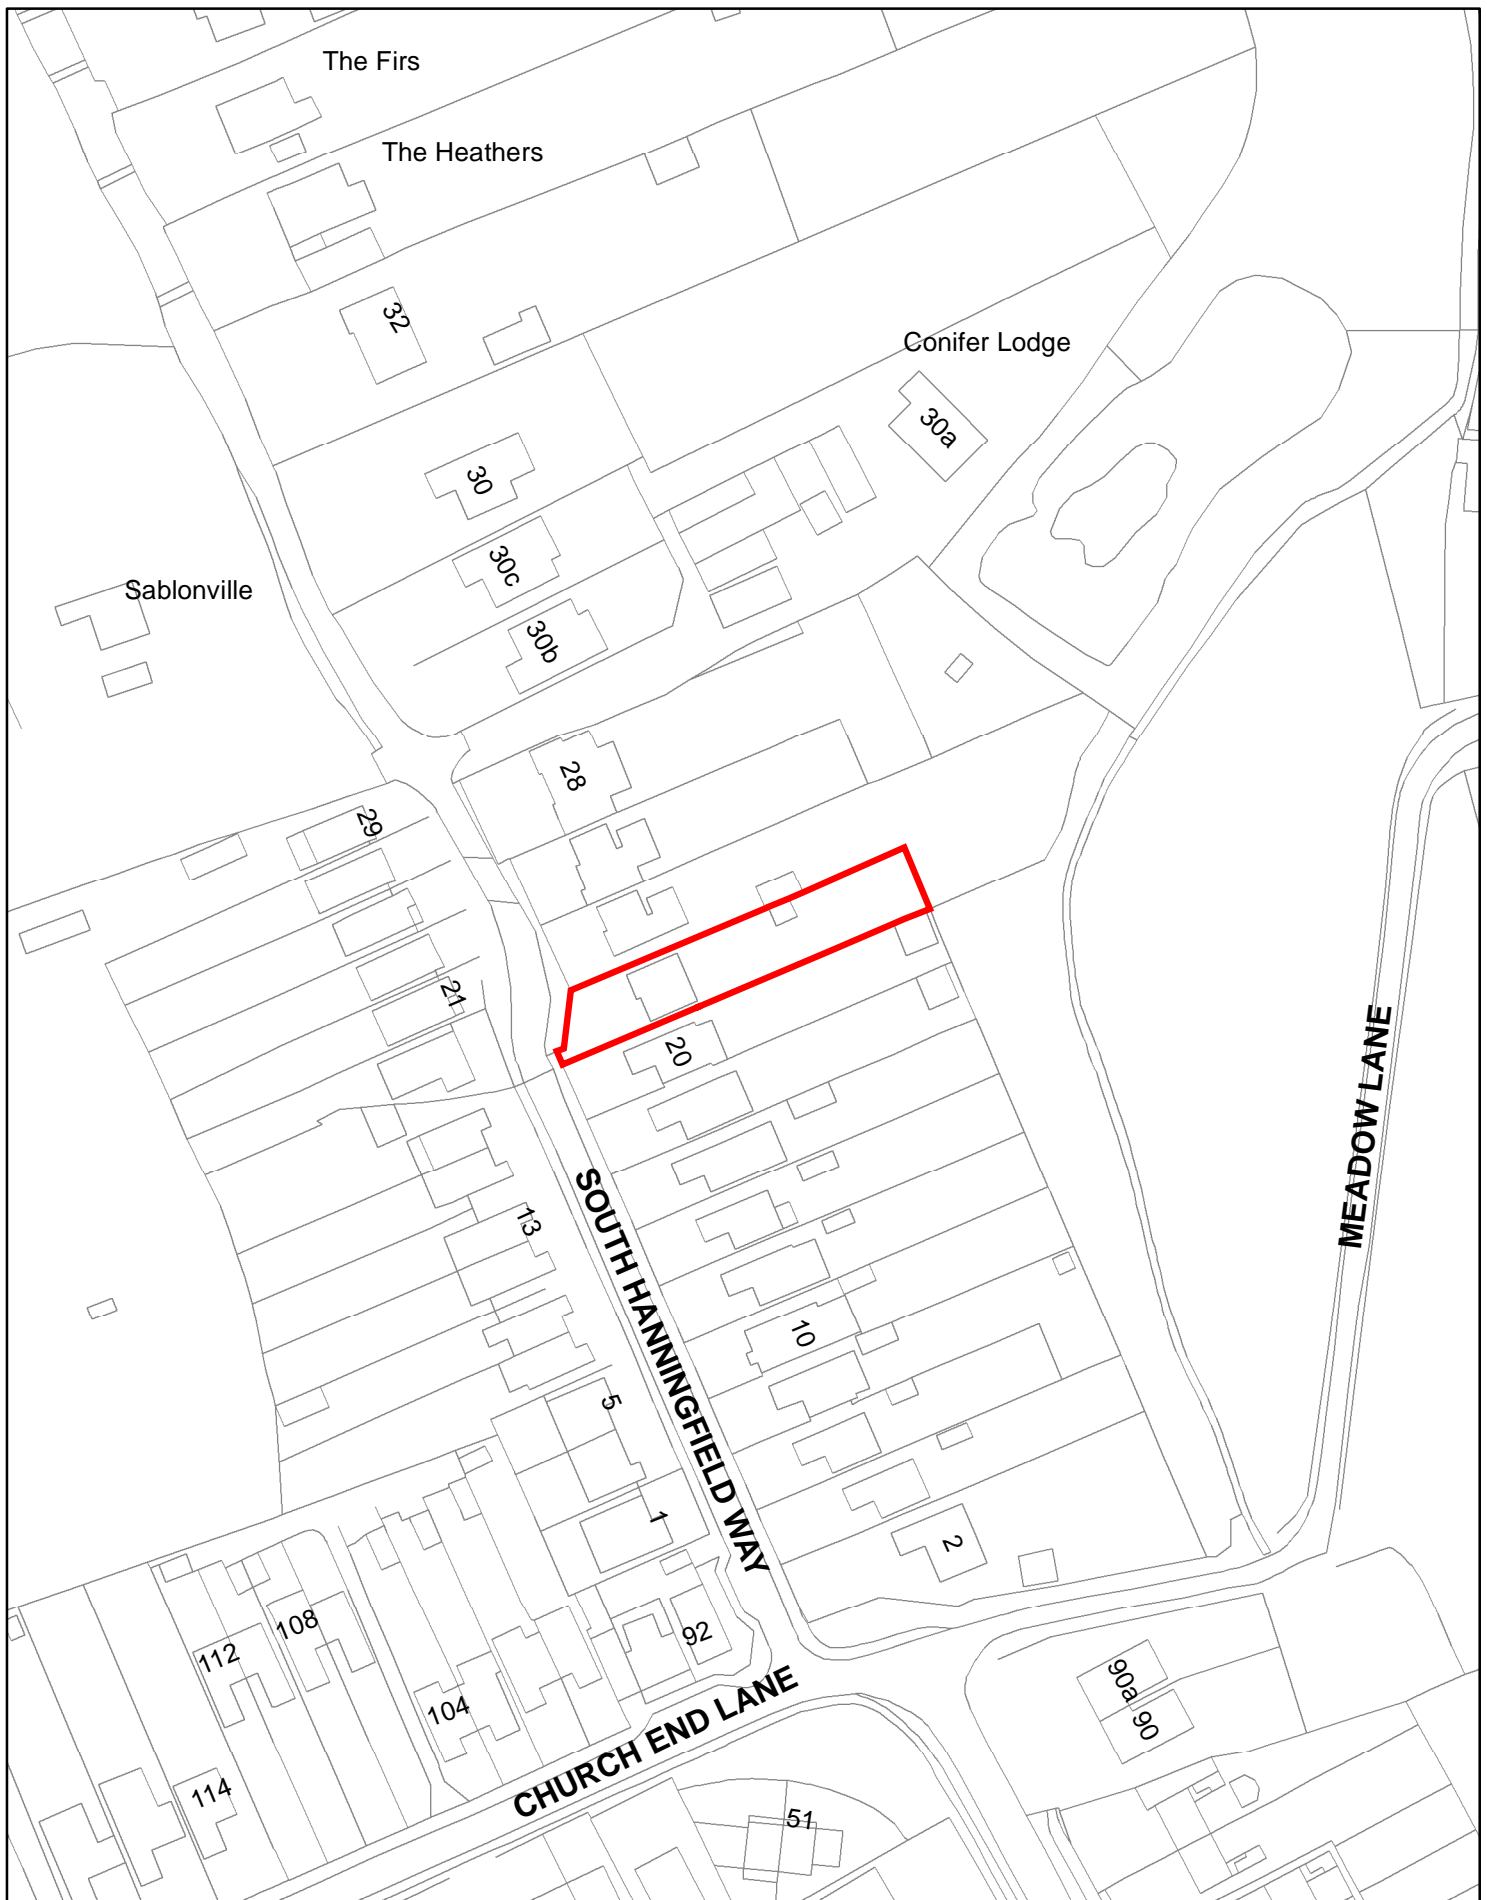 The Firs
The Heathers
32
Conifer Lodge
30a
30
30c
Sablonville
30b
28
29
21
20
MEADOW LANE
SOUTH HANNINGFIELD WAY
13
10
5
1
2
92
108
112
90a
90
104
CHURCH END LANE
114
51